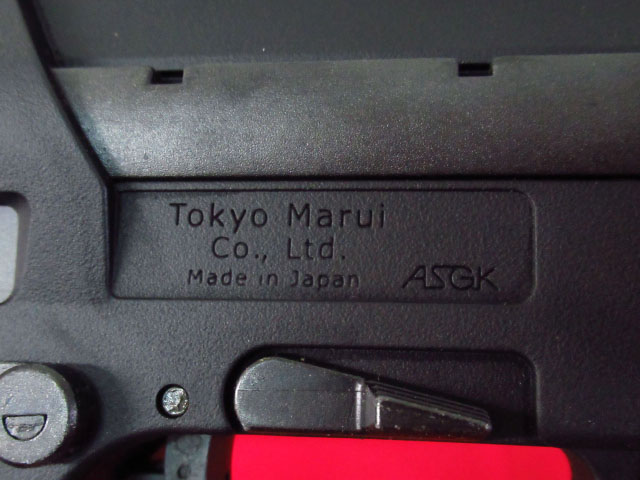 Tokyo Marui
Co., Ltd.
Made in Japan
ASGK